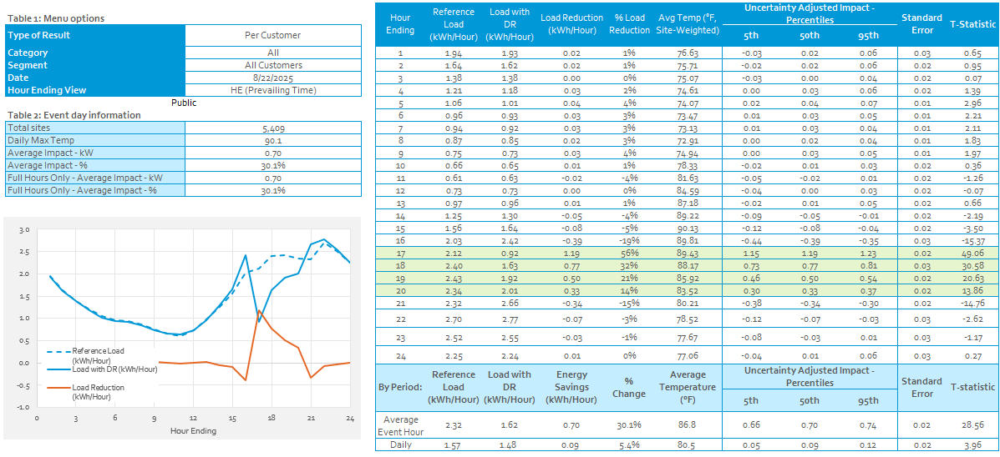 Table 1: Menu options
Type of Result Per Customer
Category All
Segment All Customers
Date 8/22/2025
Hour Ending View HE (Prevailing Time)
Public
Table 2: Event day information
Total sites 5,409
Daily Max Temp 90.1
Average Impact - kW 0.70
Average Impact - % 30.1%
Full Hours Only - Average Impact - kW 0.70
Full Hours Only - Average Impact - % 30.1%
3.0
2.5
2.0
1.5
1.0
0.5
0.0
-0.5
-1.0
Reference Load
(kWh/Hour)
Load with DR (kWh/Hour)
Load Reduction
(kWh/Hour)
0 3 6 9 12 15 18 21 24
Hour Ending
Hour Ending Reference Load (kWh/Hour) Load with DR (kWh/Hour) Load Reduction (kWh/Hour) % Load Reduction Avg Temp (°F, Site-Weighted) Uncertainty Adjusted Impact - Percentiles Standard Error T-Statistic
5th 50th 95th
1 1.94 1.93 0.02 1% 76.63 -0.03 0.02 0.06 0.03 0.65
2 1.64 1.62 0.02 1% 75.71 -0.02 0.02 0.06 0.02 0.95
3 1.38 1.38 0.00 0% 75.07 -0.03 0.00 0.04 0.02 0.07
4 1.21 1.18 0.03 2% 74.61 0.00 0.03 0.06 0.02 1.39
5 1.06 1.01 0.04 4% 74.07 0.02 0.04 0.07 0.01 2.96
6 0.96 0.93 0.03 3% 73.47 0.01 0.03 0.05 0.01 2.21
7 0.94 0.92 0.03 3% 73.13 0.01 0.03 0.04 0.01 2.11
8 0.87 0.85 0.02 3% 72.91 0.00 0.02 0.04 0.01 1.83
9 0.75 0.73 0.03 4% 74.94 0.00 0.03 0.05 0.01 1.97
10 0.66 0.65 0.01 1% 78.33 -0.02 0.01 0.03 0.02 0.36
11 0.61 0.63 -0.02 -4% 81.63 -0.05 -0.02 0.01 0.02 -1.26
12 0.73 0.73 0.00 0% 84.59 -0.04 0.00 0.03 0.02 -0.07
13 0.97 0.96 0.01 1% 87.18 -0.02 0.01 0.05 0.02 0.66
14 1.25 1.30 -0.05 -4% 89.22 -0.09 -0.05 -0.01 0.02 -2.19
15 1.56 1.64 -0.08 -5% 90.13 -0.12 -0.08 -0.04 0.02 -3.50
16 2.03 2.42 -0.39 -19% 89.81 -0.44 -0.39 -0.35 0.03 -15.37
17 2.12 0.92 1.19 56% 89.43 1.15 1.19 1.23 0.02 49.06
18 2.40 1.63 0.77 32% 88.17 0.73 0.77 0.81 0.03 30.58
19 2.43 1.92 0.50 21% 85.92 0.46 0.50 0.54 0.02 20.63
20 2.34 2.01 0.33 14% 83.52 0.30 0.33 0.37 0.02 13.86
21 2.32 2.66 -0.34 -15% 80.21 -0.38 -0.34 -0.30 0.02 -14.76
22 2.70 2.77 -0.07 -3% 78.52 -0.12 -0.07 -0.03 0.03 -2.62
23 2.52 2.55 -0.03 -1% 77.67 -0.08 -0.03 0.01 0.03 -1.17
24 2.25 2.24 0.01 0% 77.06 -0.04 0.01 0.06 0.03 0.27
By Period: Reference Load (kWh/Hour) Load with DR (kWh/Hour) Energy Savings (kWh/Hour) % Change Average Temperature (°F) Uncertainty Adjusted Impact - Percentiles Standard Error T-statistic
5th 50th 95th
Average Event Hour 2.32 1.62 0.70 30.1% 86.8 0.66 0.70 0.74 0.02 28.56
Daily 1.57 1.48 0.09 5.4% 80.5 0.05 0.09 0.12 0.02 3.96